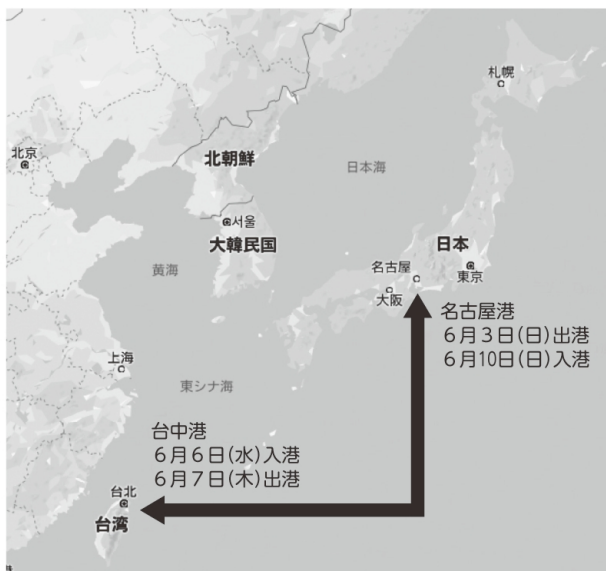 札幌
北京
北朝鮮
日本海
서울
大韓民国
日本
名古屋
東京
黄海
大阪
名古屋港
６月３日(日)出港
６月10日(日)入港
上海
東シナ海
台中港
６月６日(水)入港
６月７日(木)出港
台北
台湾